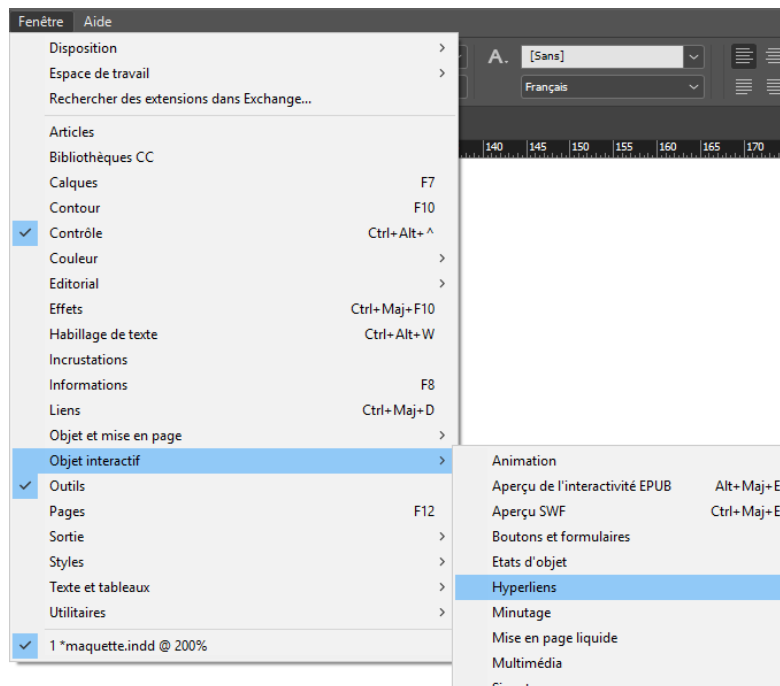 Fenêtre Aide
Disposition
Espace de travail
Rechercher des extensions dans Exchange...
Articles
Bibliothèques CC
Calques F7
Contour F10
Contrôle Ctrl+Alt+^
Couleur
Editorial
Effets Ctrl+Maj+F10
Habillage de texte Ctrl+Alt+W
Incrustations
Informations F8
Liens Ctrl+Maj+D
Objet et mise en page
Objet interactif
Outils
Pages F12
Sortie
Styles
Texte et tableaux
Utilitaires
1 *maquette.indd @ 200%
A. [Sans]
Français
140 145 150 155 160 165 170
Animation
Aperçu de l'interactivité EPUB Alt+Maj+E
Aperçu SWF Ctrl+Maj+E
Boutons et formulaires
Etats d'objet
Hyperliens
Minutage
Mise en page liquide
Multimédia